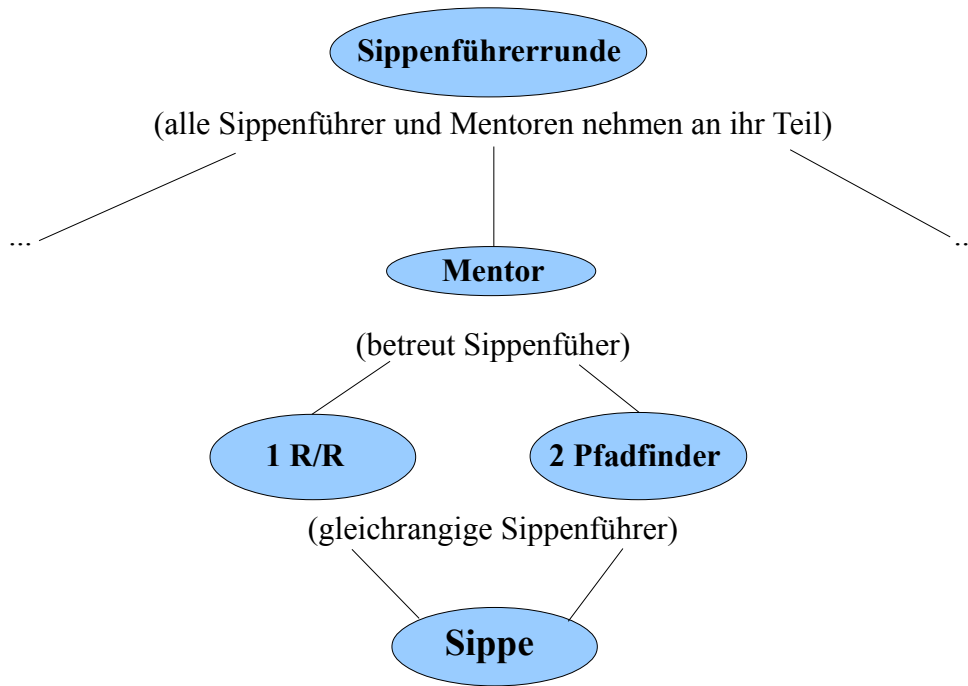 Sippenführerrunde
(alle Sippenführer und Mentoren nehmen an ihr Teil)
... ..
Mentor
(betreut Sippenfüher)
1 R/R 2 Pfadfinder
(gleichrangige Sippenführer)
Sippe